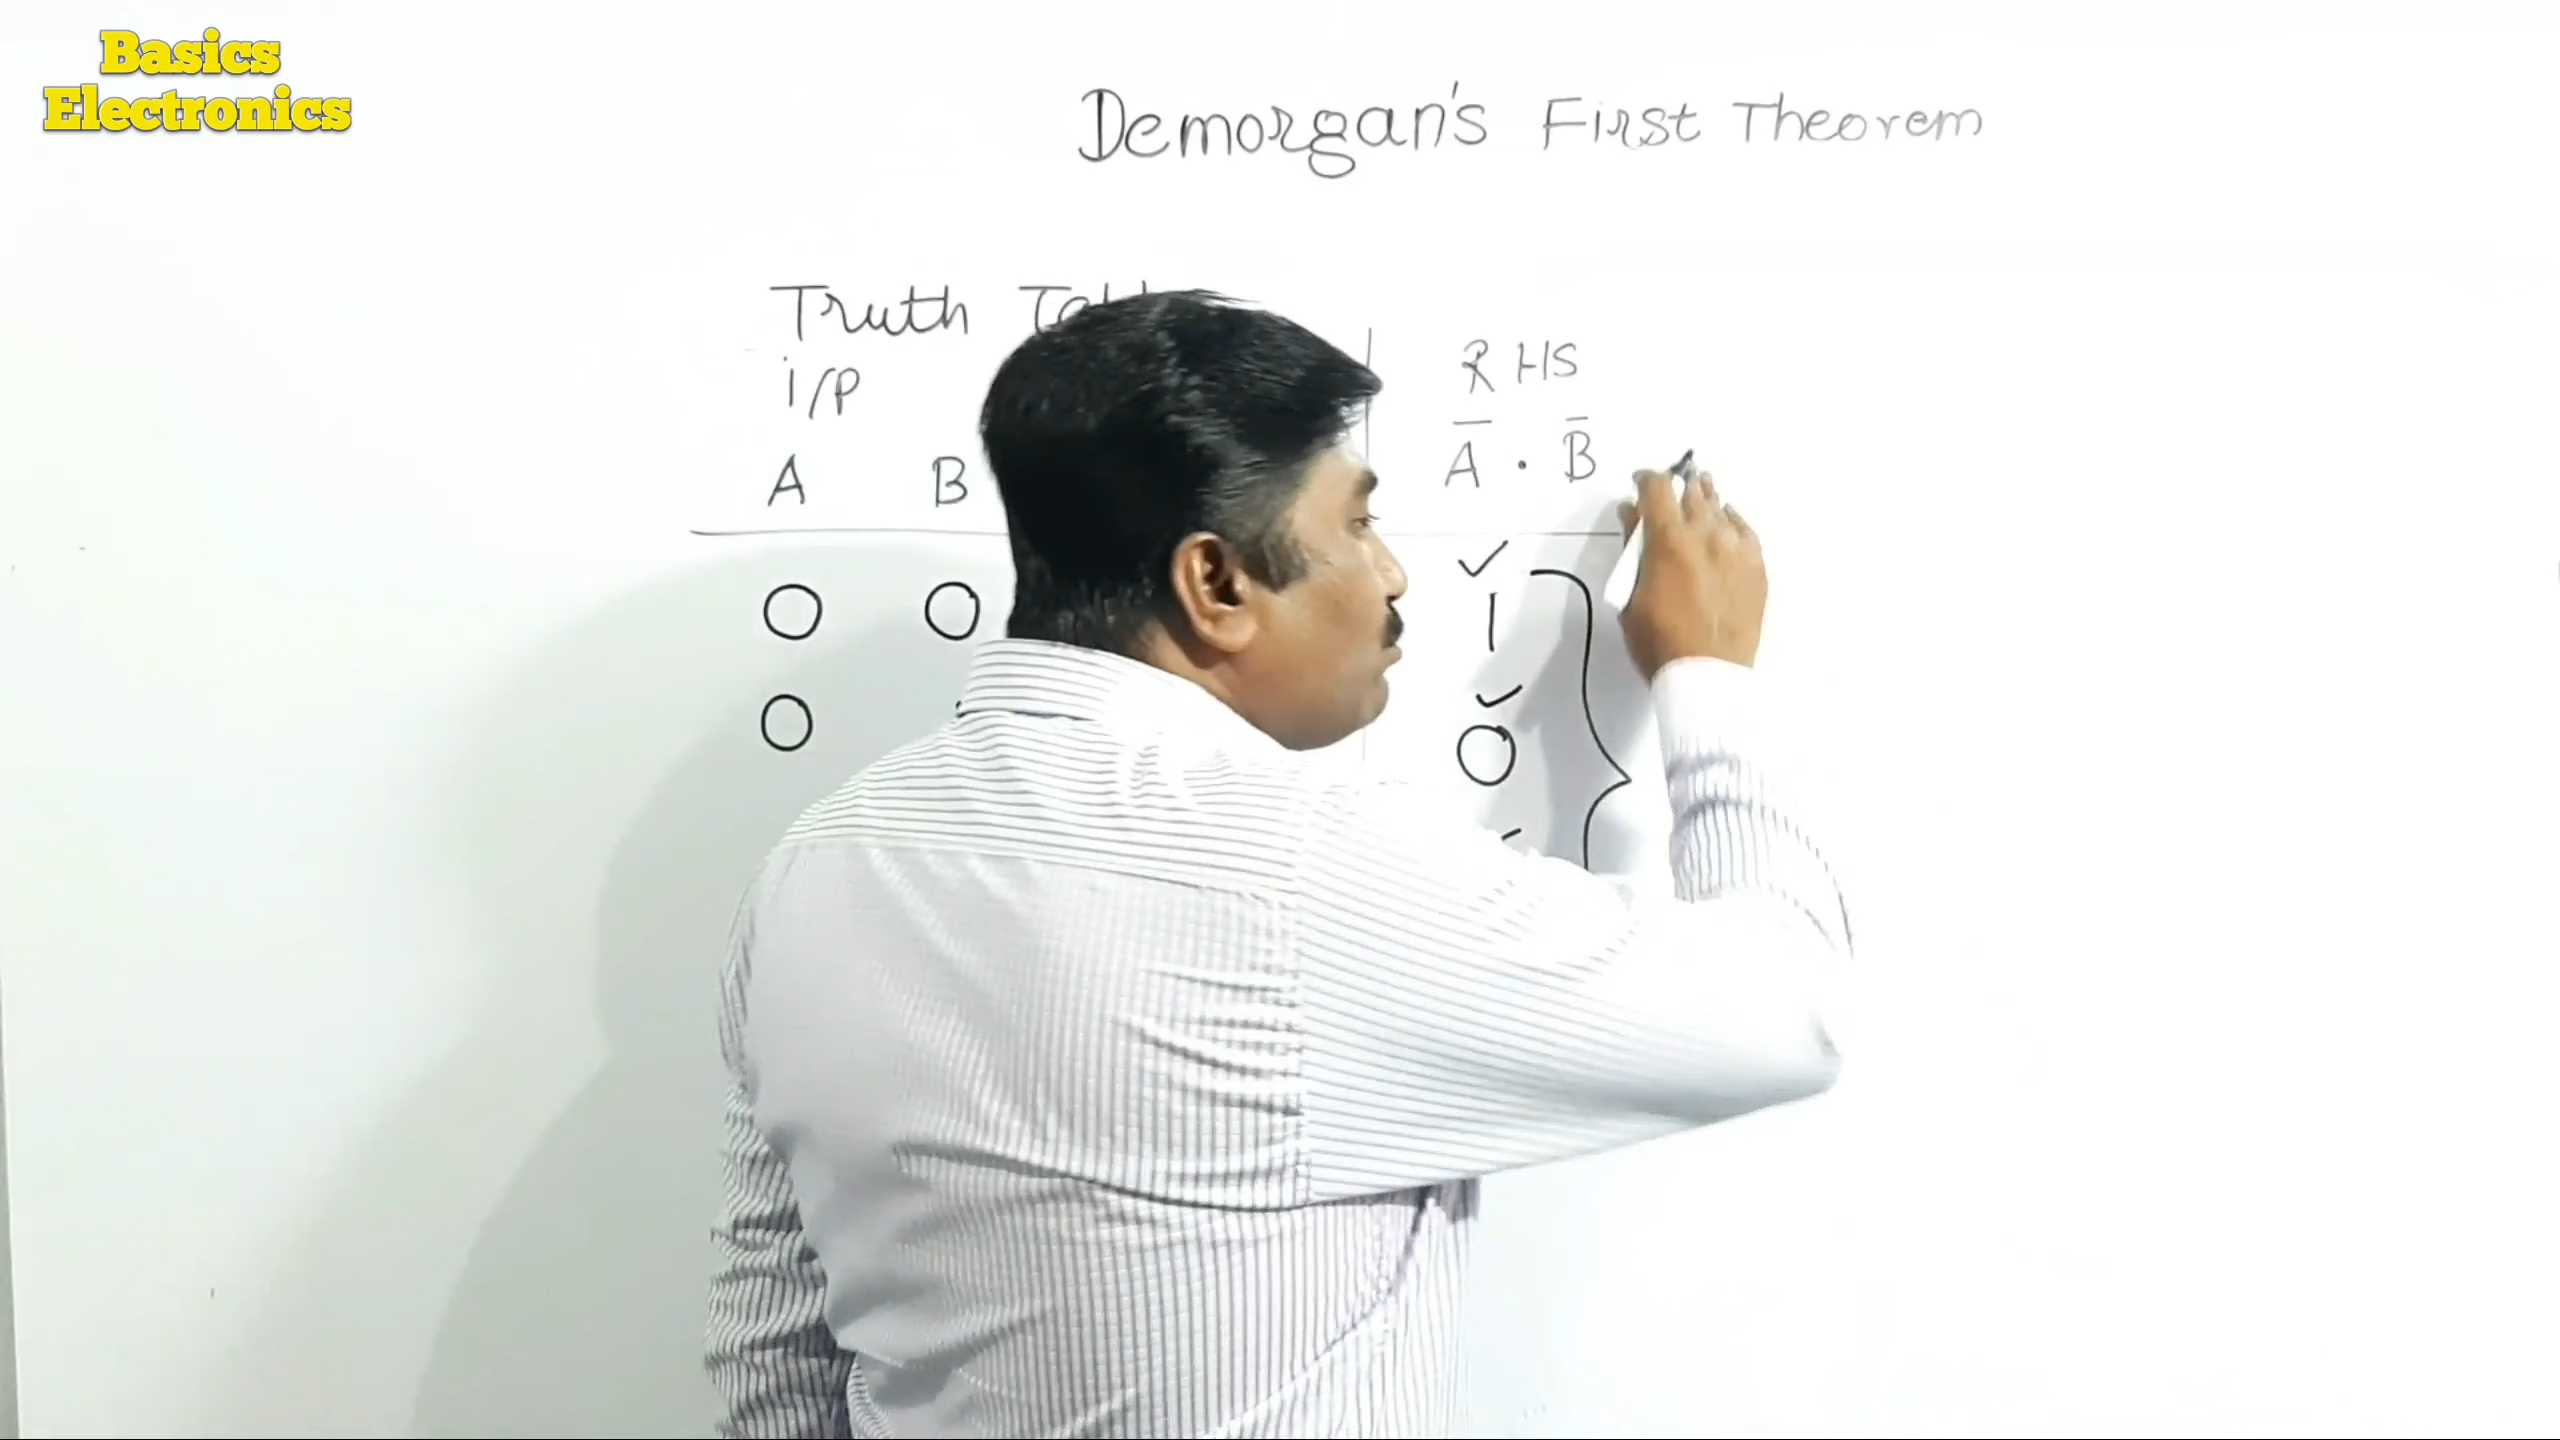 Basics
Electronics
Demorgan's First Theorem
Truth
i/P
RHS
A B
A̅ . B̅
0 0 1
0 0